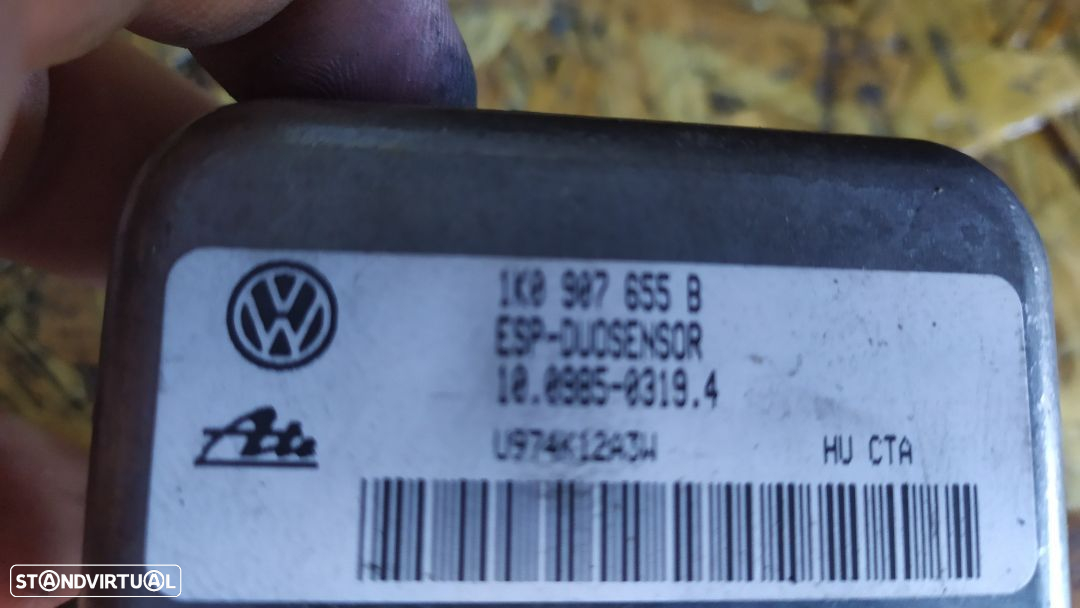 1K0 907 655 B
ESP-DUOSENSOR
10.0985-0319.4
Ate
U974K12A3W HU CTA
STANDVIRTUAL